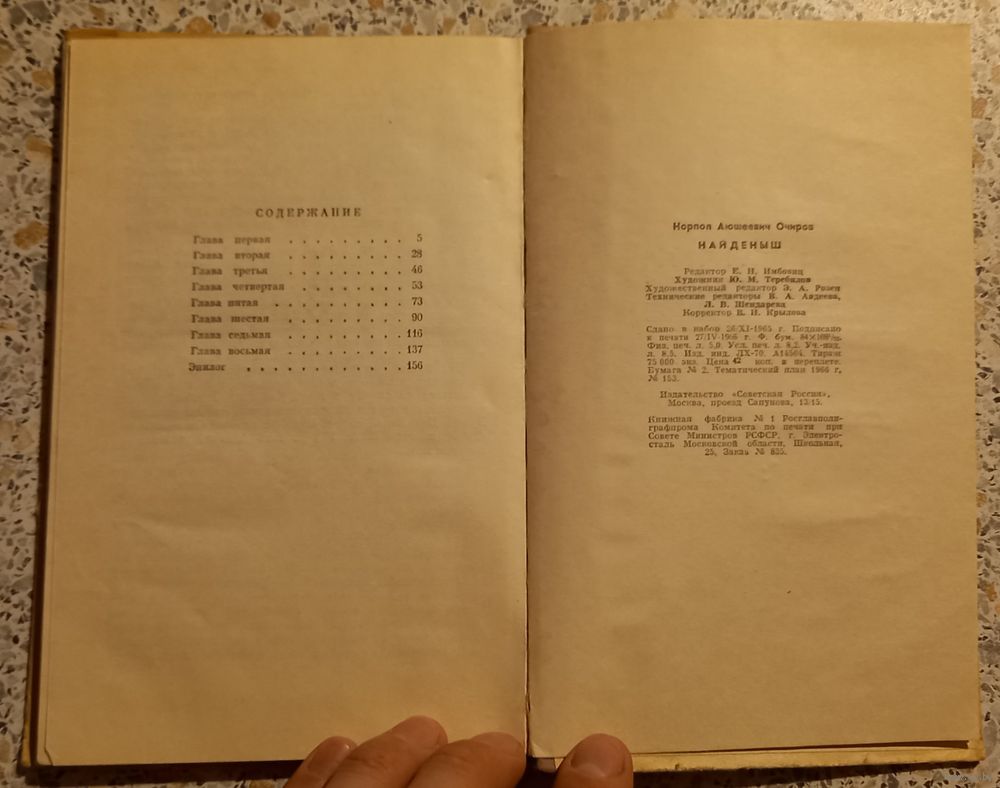 СОДЕРЖАНИЕ
Глава первая . . . . . . . . . 5
Глава вторая . . . . . . . . . 28
Глава третья . . . . . . . . . 46
Глава четвертая . . . . . . . . . 53
Глава пятая . . . . . . . . . . 73
Глава шестая . . . . . . . . . 90
Глава седьмая . . . . . . . . . 116
Глава восьмая . . . . . . . . . 137
Эпилог . . . . . . . . . . . 156
Норпол Аюшеевич Очиров
НАЙДЕНЫШ
Редактор Е. Н. Имбовиц
Художник Ю. М. Теребилов
Художественный редактор Э. А. Розен
Технические редакторы В. А. Авдеева,
Л. В. Шендарева
Корректор В. И. Крылова
Сдано в набор 26/XI-1965 г. Подписано
к печати 27/IV-1966 г. Ф. бум. 84×108¹/₃₂.
Физ. печ. л. 5,0. Усл. печ. л. 8,2. Уч.-изд.
л. 8,5. Изд. инд. ЛХ-70. А14504. Тираж
75 000 экз. Цена 42 коп. в переплете.
Бумага № 2. Тематический план 1966 г.
№ 153.
Издательство «Советская Россия»,
Москва, проезд Сапунова, 13/15.
Книжная фабрика № 1 Росглавполи-
графпрома Комитета по печати при
Совете Министров РСФСР, г. Электро-
сталь Московской области, Школьная,
25, Заказ № 835.